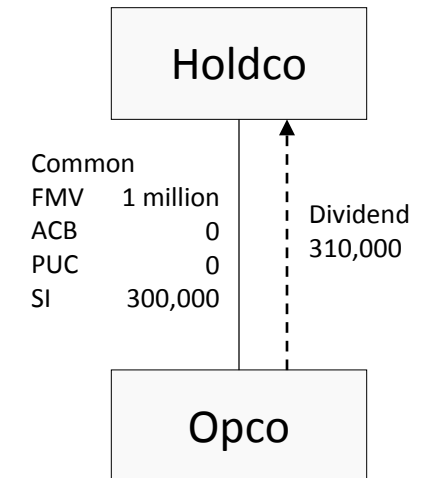 Holdco
Common
FMV 1 million
ACB 0
PUC 0
SI 300,000
Dividend
310,000
Opco